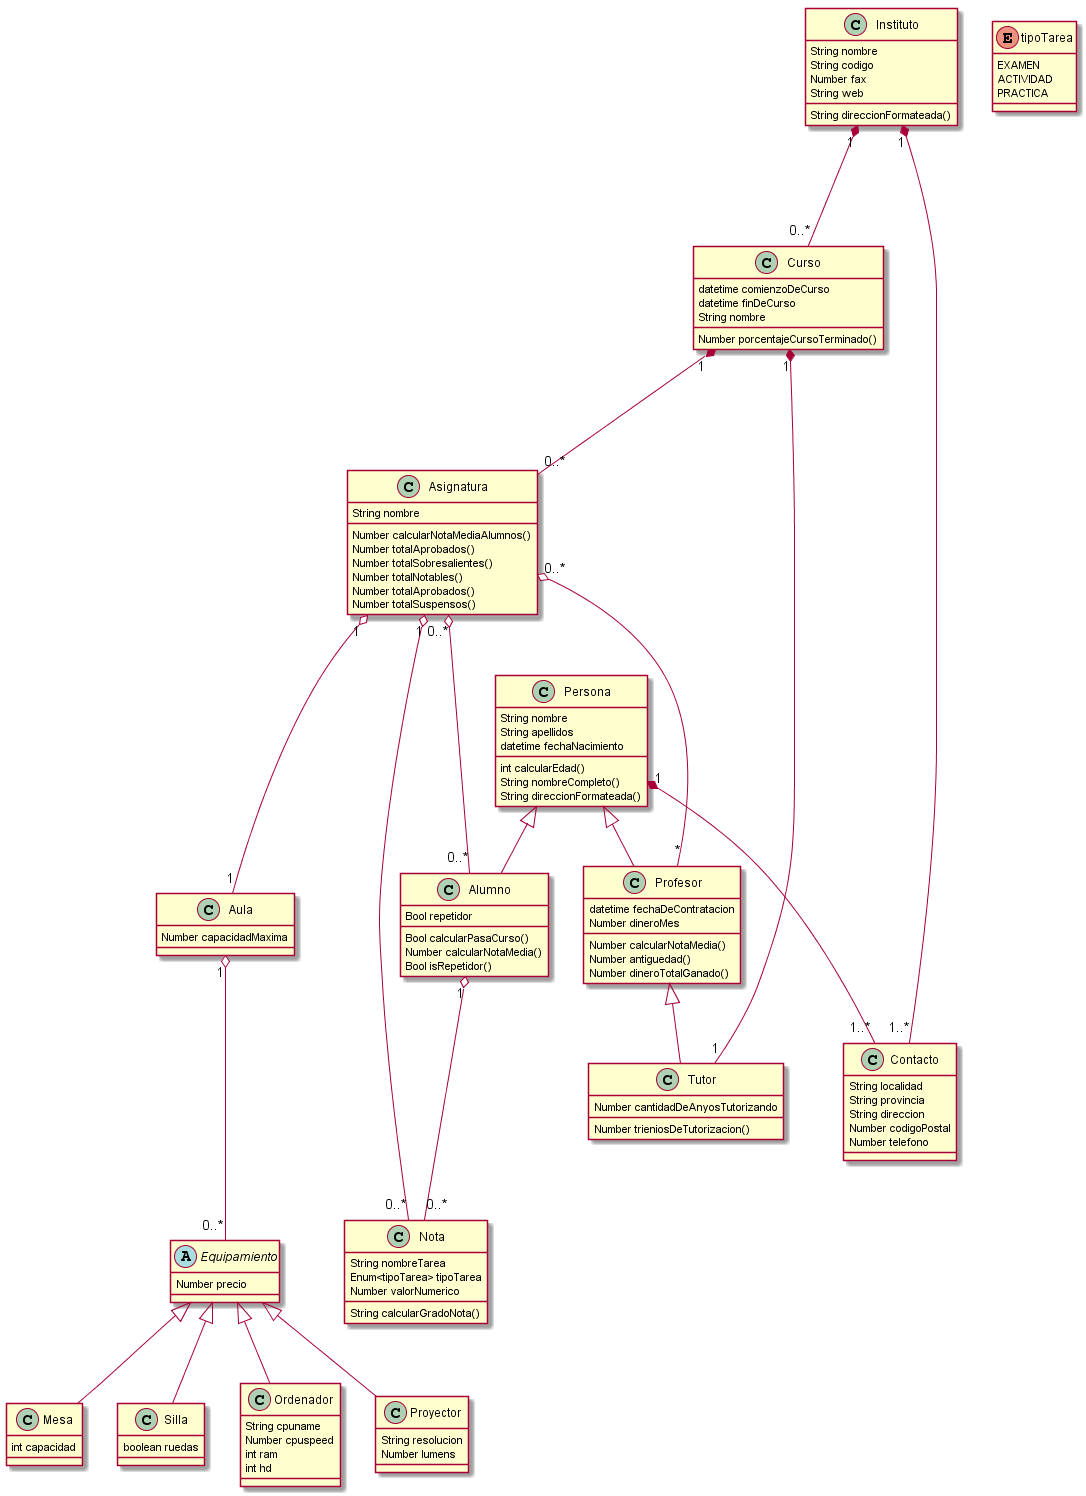 C Instituto
String nombre
String codigo
Number fax
String web
String direccionFormateada()
E tipoTarea
EXAMEN
ACTIVIDAD
PRACTICA
1
1
0..*
C Curso
datetime comienzoDeCurso
datetime finDeCurso
String nombre
Number porcentajeCursoTerminado()
1
1
0..*
C Asignatura
String nombre
Number calcularNotaMediaAlumnos()
Number totalAprobados()
Number totalSobresalientes()
Number totalNotables()
Number totalAprobados()
Number totalSuspensos()
0..*
1
1
0..*
C Persona
String nombre
String apellidos
datetime fechaNacimiento
int calcularEdad()
String nombreCompleto()
String direccionFormateada()
1
0..*
*
1
C Aula
Number capacidadMaxima
1
C Alumno
Bool repetidor
Bool calcularPasaCurso()
Number calcularNotaMedia()
Bool isRepetidor()
1
C Profesor
datetime fechaDeContratacion
Number dineroMes
Number calcularNotaMedia()
Number antiguedad()
Number dineroTotalGanado()
1
C Tutor
Number cantidadDeAnyosTutorizando
Number trieniosDeTutorizacion()
1..*
1..*
C Contacto
String localidad
String provincia
String direccion
Number codigoPostal
Number telefono
0..*
A Equipamiento
Number precio
0..*
0..*
C Nota
String nombreTarea
Enum<tipoTarea> tipoTarea
Number valorNumerico
String calcularGradoNota()
C Mesa
int capacidad
C Silla
boolean ruedas
C Ordenador
String cpuname
Number cpuspeed
int ram
int hd
C Proyector
String resolucion
Number lumens